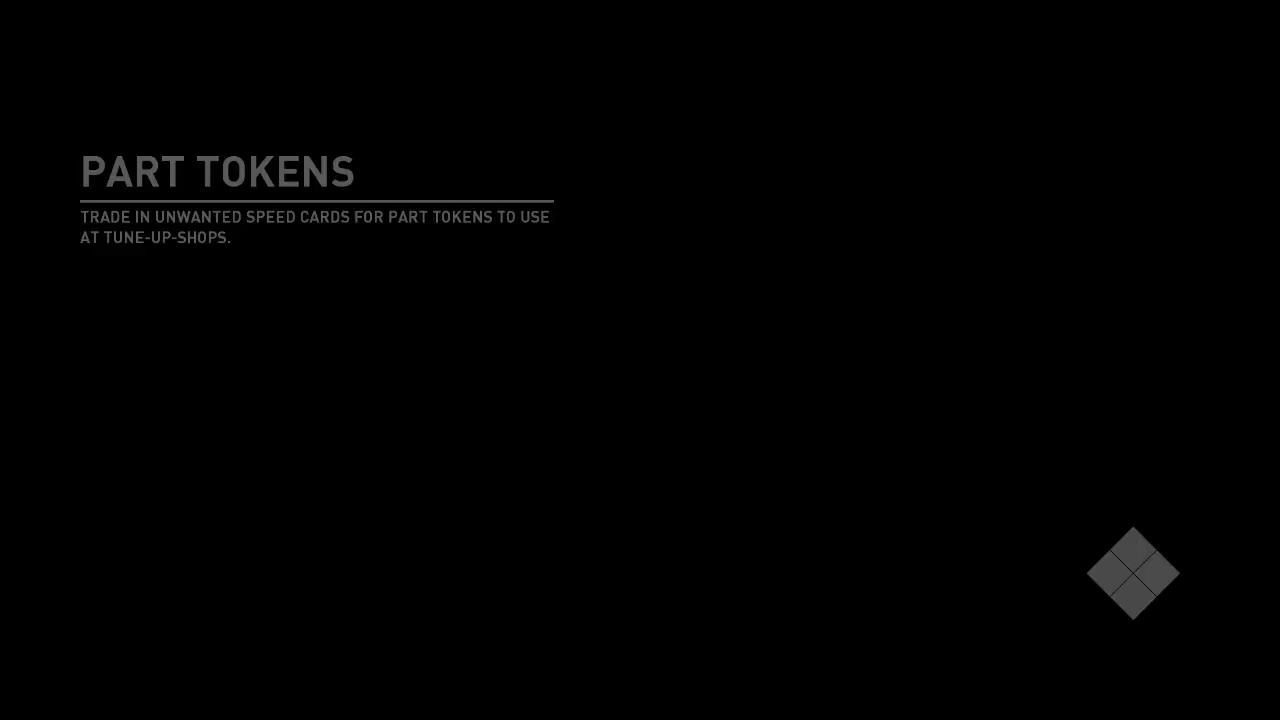 PART TOKENS
TRADE IN UNWANTED SPEED CARDS FOR PART TOKENS TO USE
AT TUNE-UP-SHOPS.